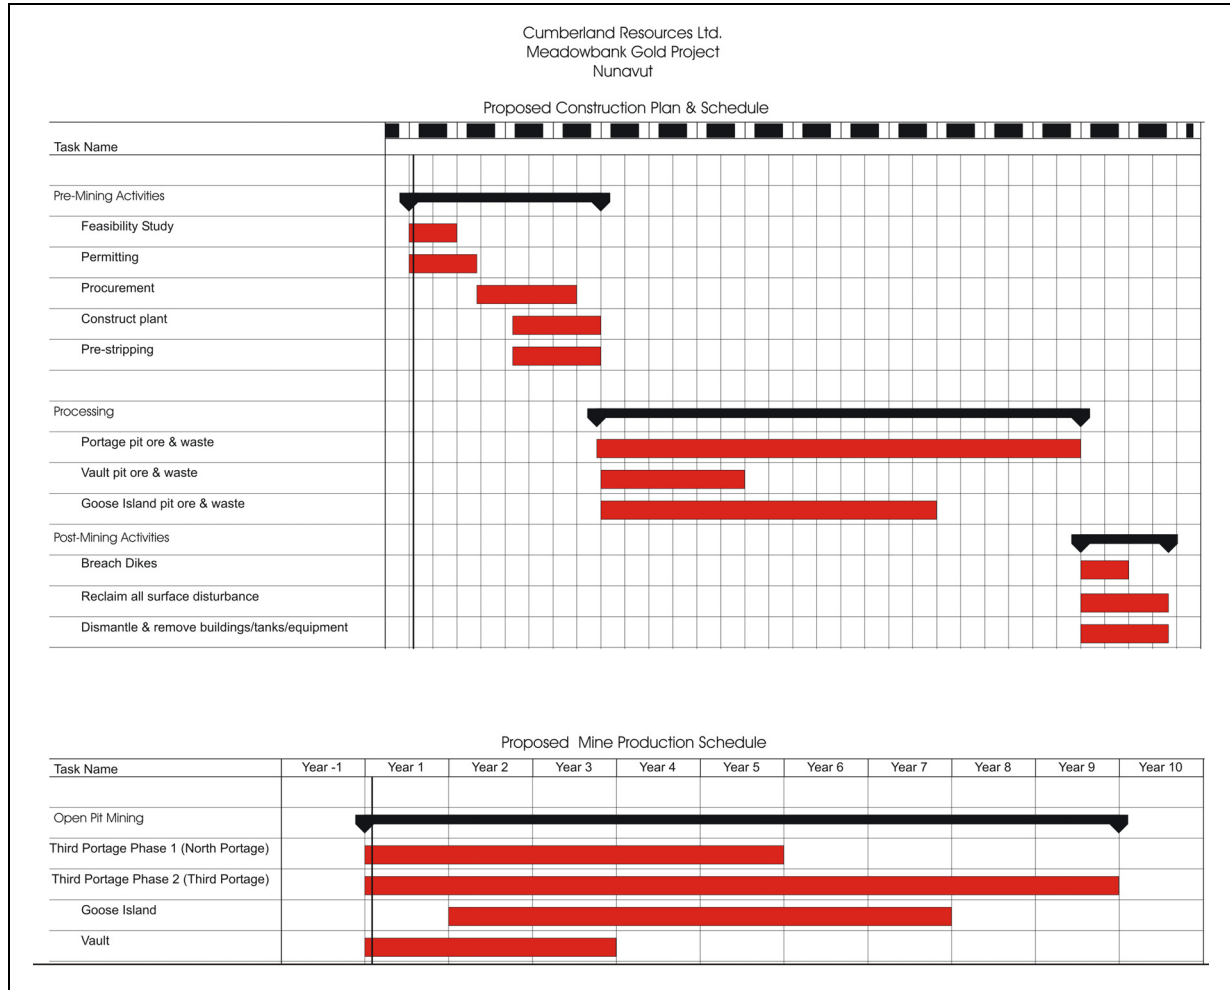 Cumberland Resources Ltd.
Meadowbank Gold Project
Nunavut
Proposed Construction Plan & Schedule
Task Name
Pre-Mining Activities
Feasibility Study
Permitting
Procurement
Construct plant
Pre-stripping
Processing
Portage pit ore & waste
Vault pit ore & waste
Goose Island pit ore & waste
Post-Mining Activities
Breach Dikes
Reclaim all surface disturbance
Dismantle & remove buildings/tanks/equipment
Proposed Mine Production Schedule
Task Name Year -1 Year 1 Year 2 Year 3 Year 4 Year 5 Year 6 Year 7 Year 8 Year 9 Year 10
Open Pit Mining
Third Portage Phase 1 (North Portage)
Third Portage Phase 2 (Third Portage)
Goose Island
Vault